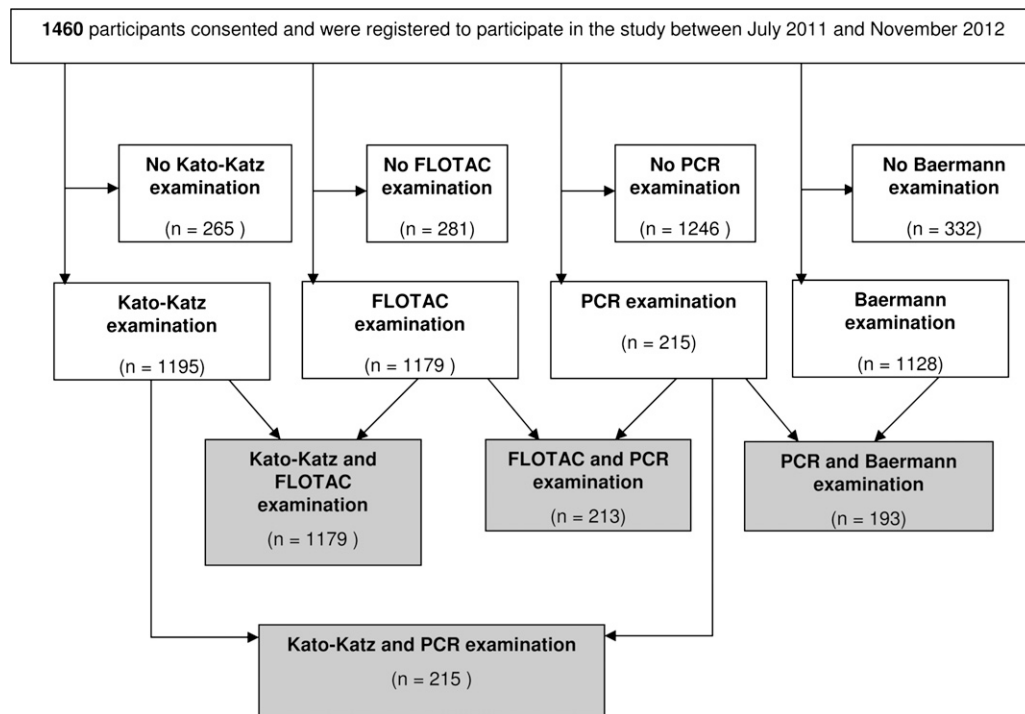 1460 participants consented and were registered to participate in the study between July 2011 and November 2012
No Kato-Katz
examination
(n = 265 )
No FLOTAC
examination
(n = 281)
No PCR
examination
(n = 1246 )
No Baermann
examination
(n = 332)
Kato-Katz
examination
(n = 1195)
FLOTAC
examination
(n = 1179 )
PCR examination
(n = 215)
Baermann
examination
(n = 1128)
Kato-Katz and
FLOTAC
examination
(n = 1179 )
FLOTAC and PCR
examination
(n = 213)
PCR and Baermann
examination
(n = 193)
Kato-Katz and PCR examination
(n = 215 )